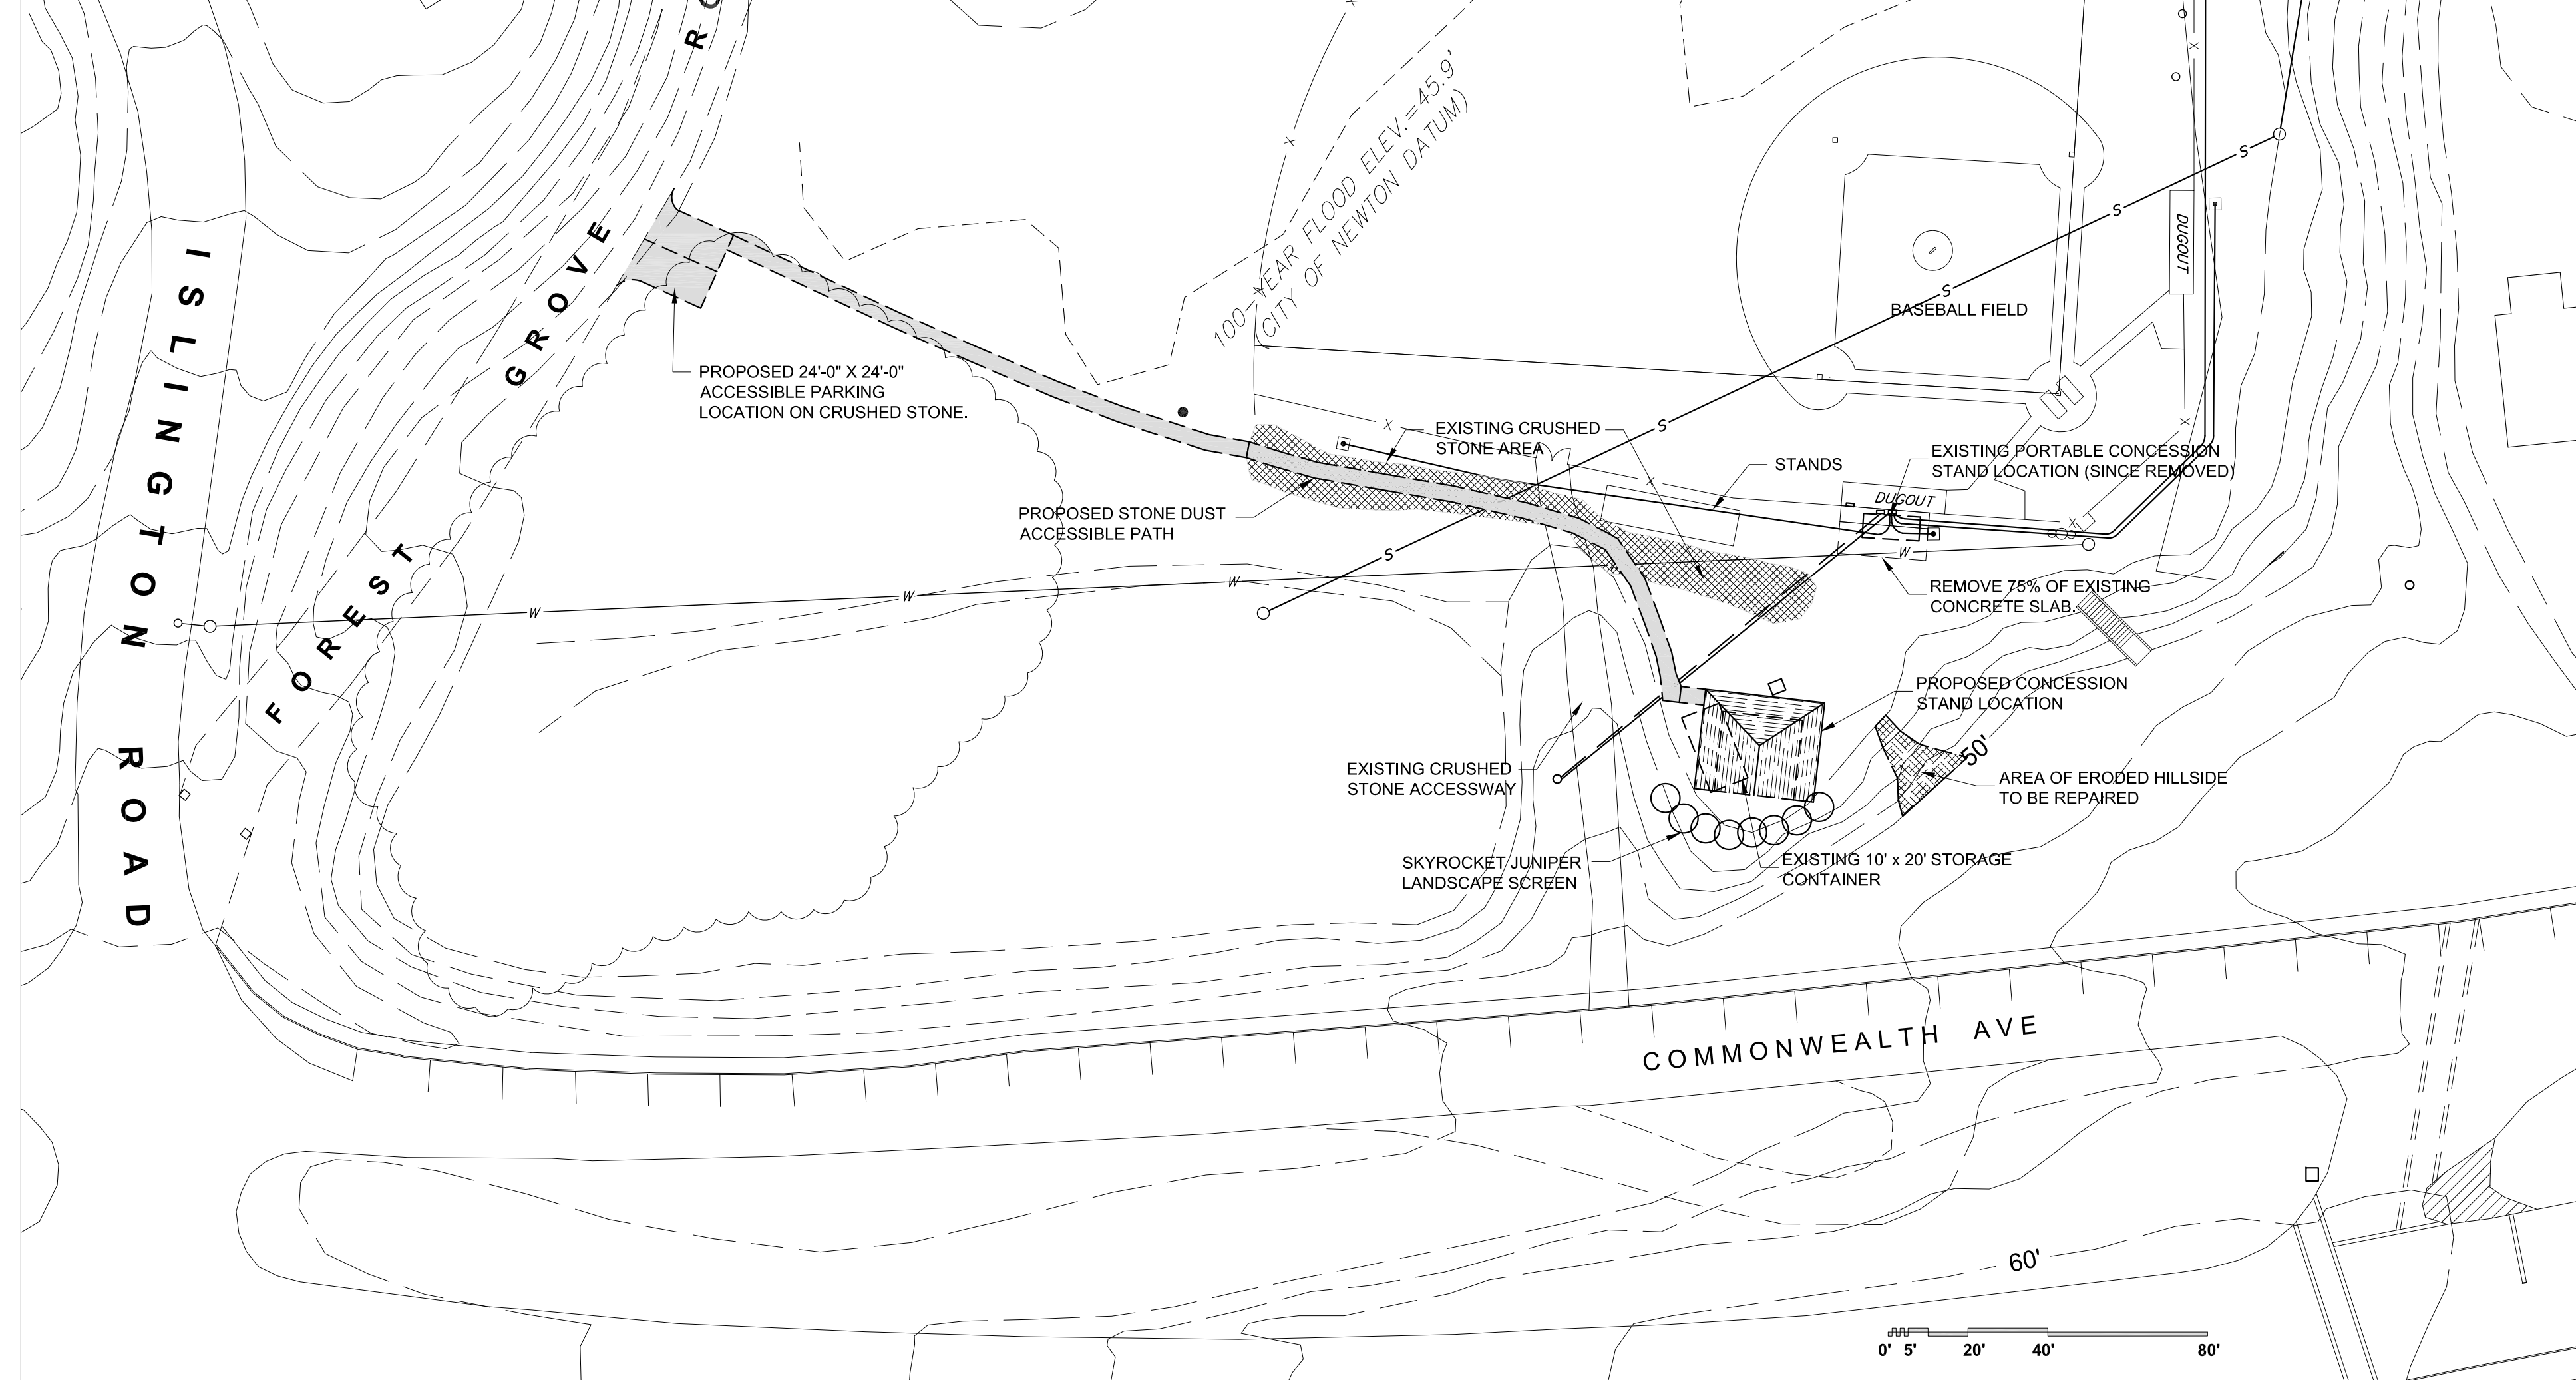 ISLINGTON ROAD
FOREST GROVE RO
100-YEAR FLOOD ELEV.=45.9'
(CITY OF NEWTON DATUM)
DUGOUT
BASEBALL FIELD
PROPOSED 24'-0" X 24'-0"
ACCESSIBLE PARKING
LOCATION ON CRUSHED STONE.
EXISTING CRUSHED
STONE AREA
STANDS
EXISTING PORTABLE CONCESSION
STAND LOCATION (SINCE REMOVED)
DUGOUT
PROPOSED STONE DUST
ACCESSIBLE PATH
REMOVE 75% OF EXISTING
CONCRETE SLAB.
PROPOSED CONCESSION
STAND LOCATION
50'
EXISTING CRUSHED
STONE ACCESSWAY
AREA OF ERODED HILLSIDE
TO BE REPAIRED
SKYROCKET JUNIPER
LANDSCAPE SCREEN
EXISTING 10' x 20' STORAGE
CONTAINER
COMMONWEALTH AVE
60'
0' 5' 20' 40' 80'
S
S
S
S
S
W
W
W
W
X
X
X
X
X
X
X